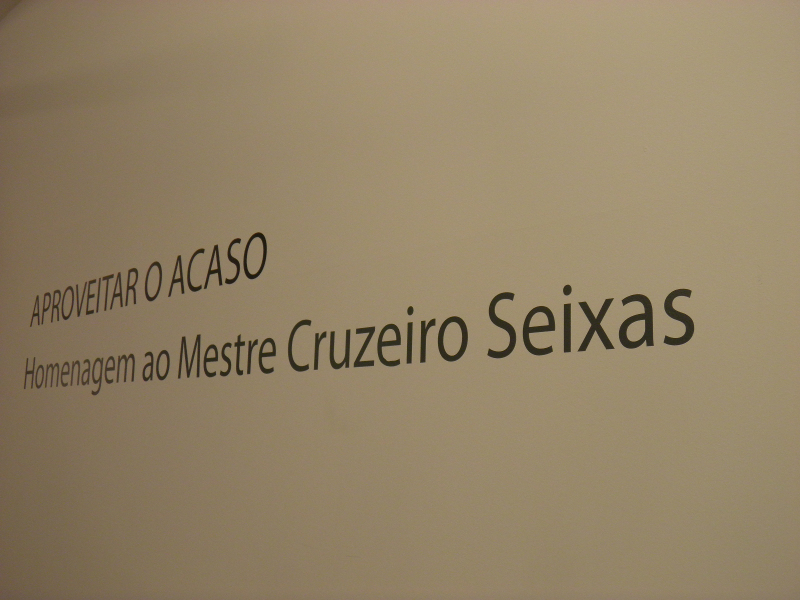 APROVEITAR O ACASO
Homenagem ao Mestre Cruzeiro Seixas